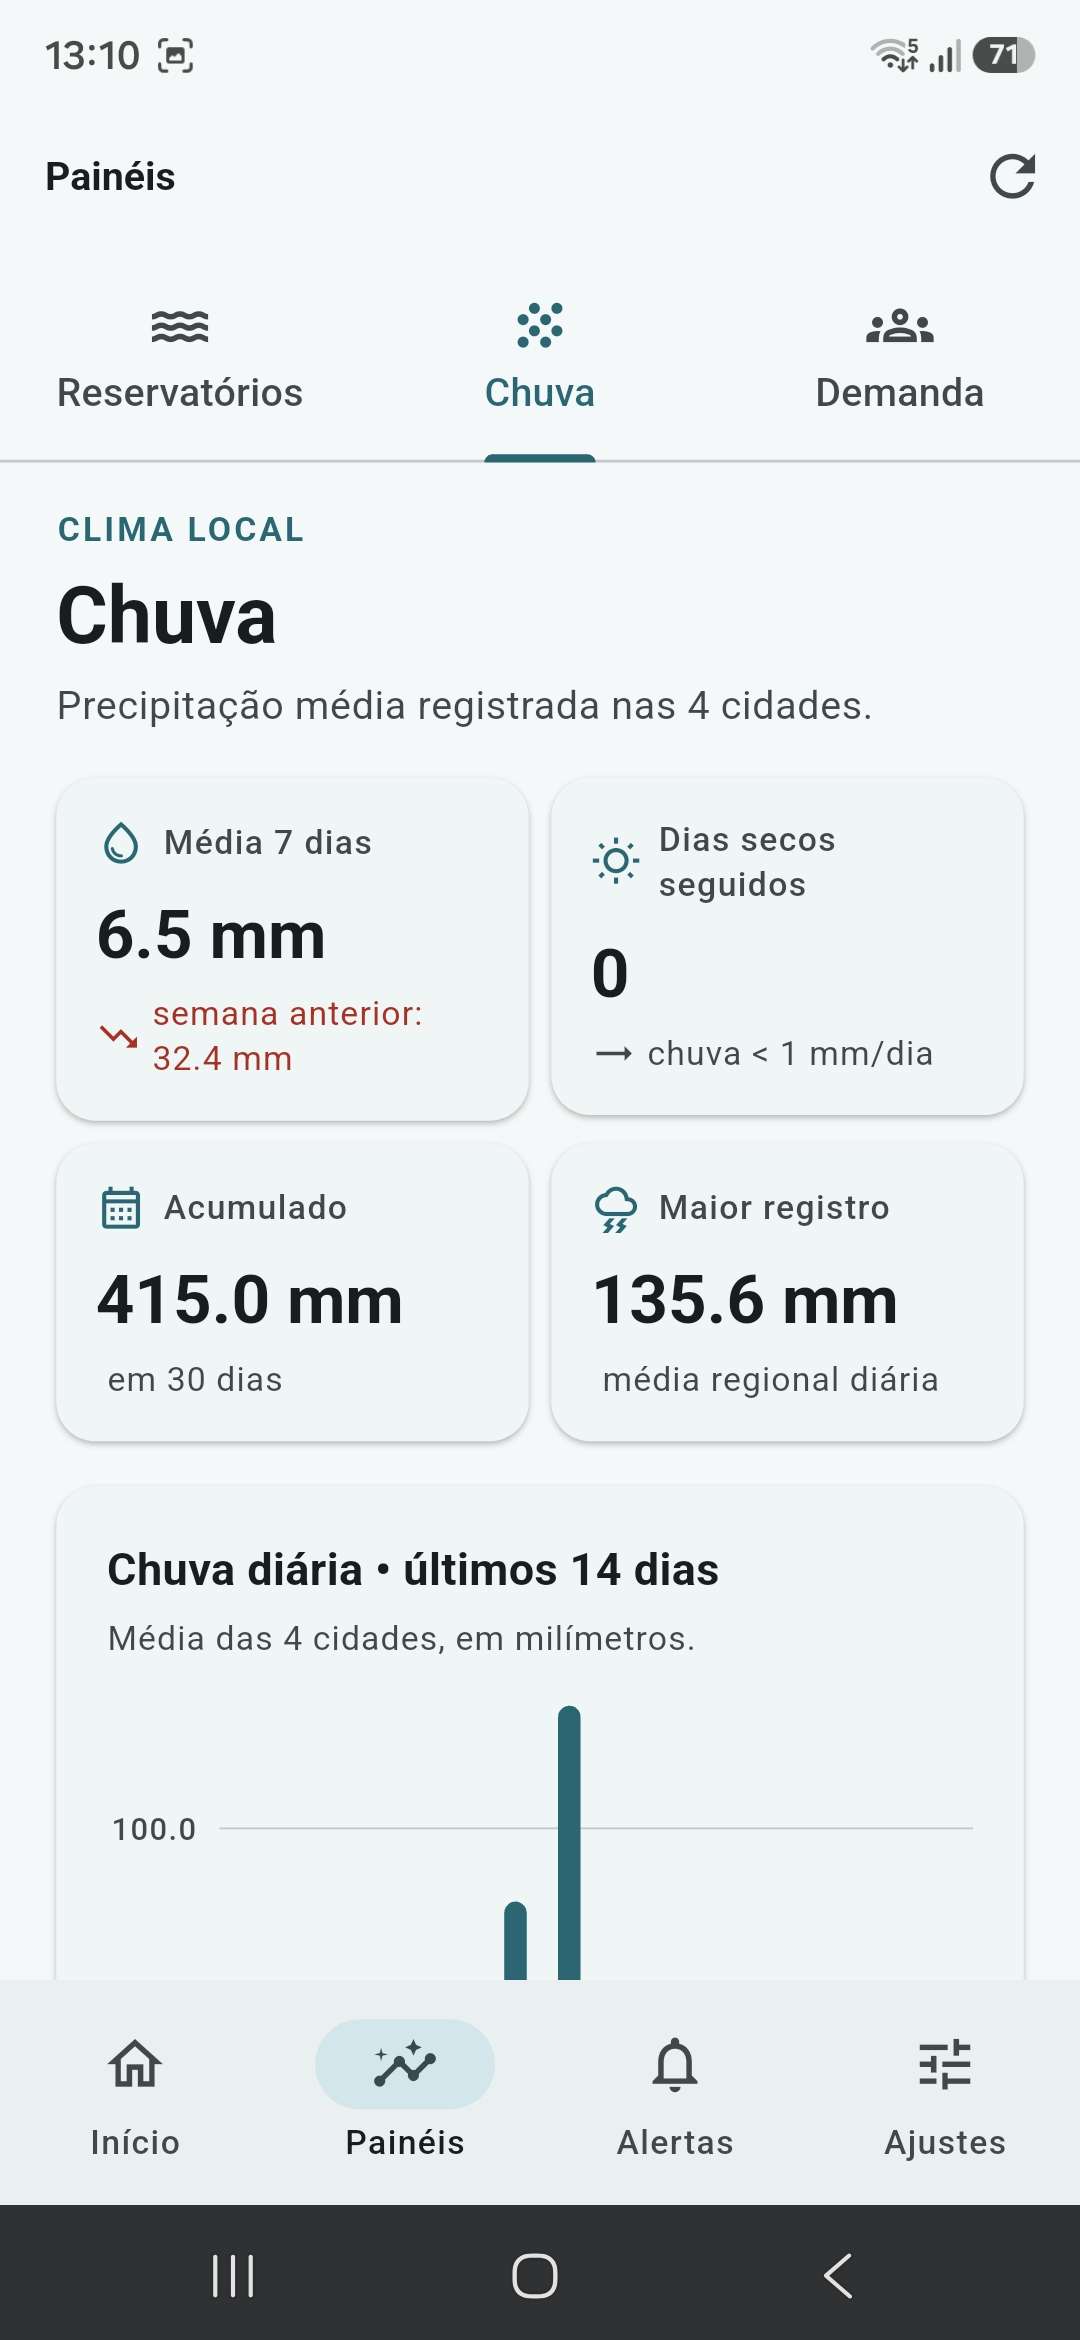 13:10
5
71
Painéis
Reservatórios
Chuva
Demanda
CLIMA LOCAL
Chuva
Precipitação média registrada nas 4 cidades.
Média 7 dias
6.5 mm
semana anterior:
32.4 mm
Dias secos
seguidos
0
chuva < 1 mm/dia
Acumulado
415.0 mm
em 30 dias
Maior registro
135.6 mm
média regional diária
Chuva diária • últimos 14 dias
Média das 4 cidades, em milímetros.
100.0
Início
Painéis
Alertas
Ajustes